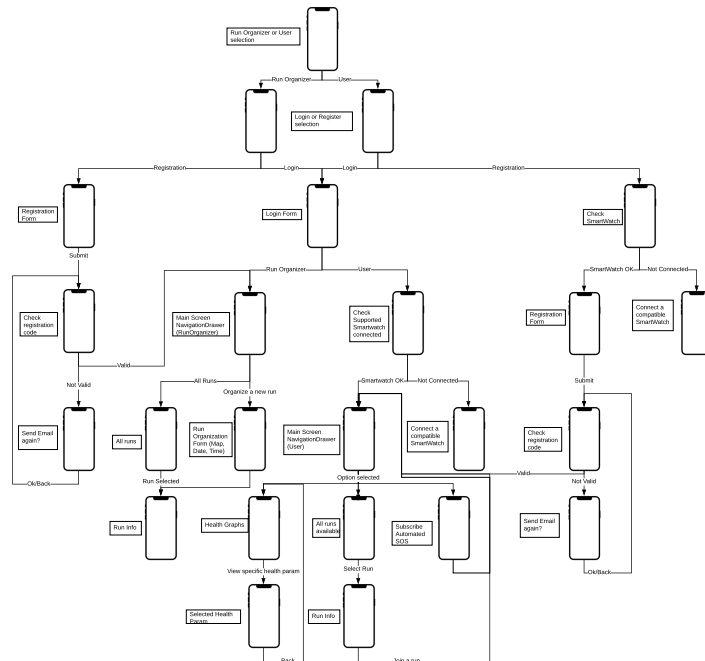 Run Organizer or User
selection
Run Organizer
User
Login or Register
selection
Registration
Login
Login
Registration
Registration
Form
Login Form
Check
SmartWatch
Submit
Run Organizer
User
SmartWatch OK
Not Connected
Check
registration
code
Main Screen
NavigationDrawer
(RunOrganizer)
Check
Supported
Smartwatch
connected
Registration
Form
Connect a
compatible
SmartWatch
Valid
Not Valid
All Runs
Organize a new run
Smartwatch OK
Not Connected
Submit
Send Email
again?
All runs
Run
Organization
Form (Map,
Date, Time)
Main Screen
NavigationDrawer
(User)
Connect a
compatible
SmartWatch
Check
registration
code
Ok/Back
Run Selected
Option selected
Valid
Not Valid
Run Info
Health Graphs
All runs
available
Subscribe
Automated
SOS
Send Email
again?
View specific health param
Select Run
Ok/Back
Selected Health
Param
Run Info
Back
Join a run